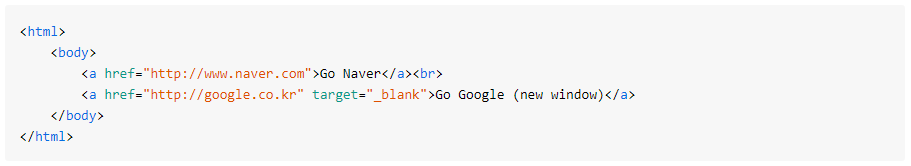 <html>
    <body>
        <a href="http://www.naver.com">Go Naver</a><br>
        <a href="http://google.co.kr" target="_blank">Go Google (new window)</a>
    </body>
</html>